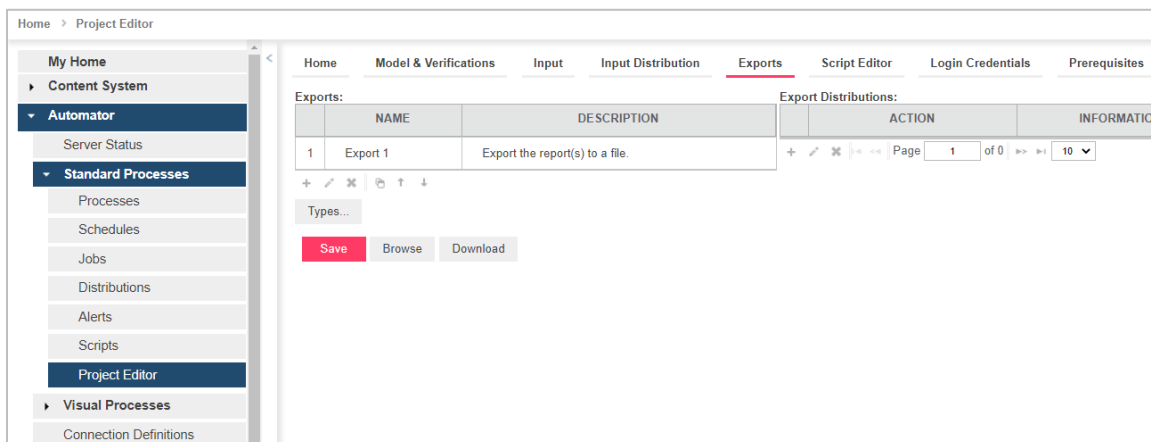 Home > Project Editor
My Home
Content System
Automator
Server Status
Standard Processes
Processes
Schedules
Jobs
Distributions
Alerts
Scripts
Project Editor
Visual Processes
Connection Definitions
Home Model & Verifications Input Input Distribution Exports Script Editor Login Credentials Prerequisites
Exports:
NAME DESCRIPTION
1 Export 1 Export the report(s) to a file.
Types...
Save Browse Download
Export Distributions:
ACTION INFORMATIO
Page 1 of 0 10